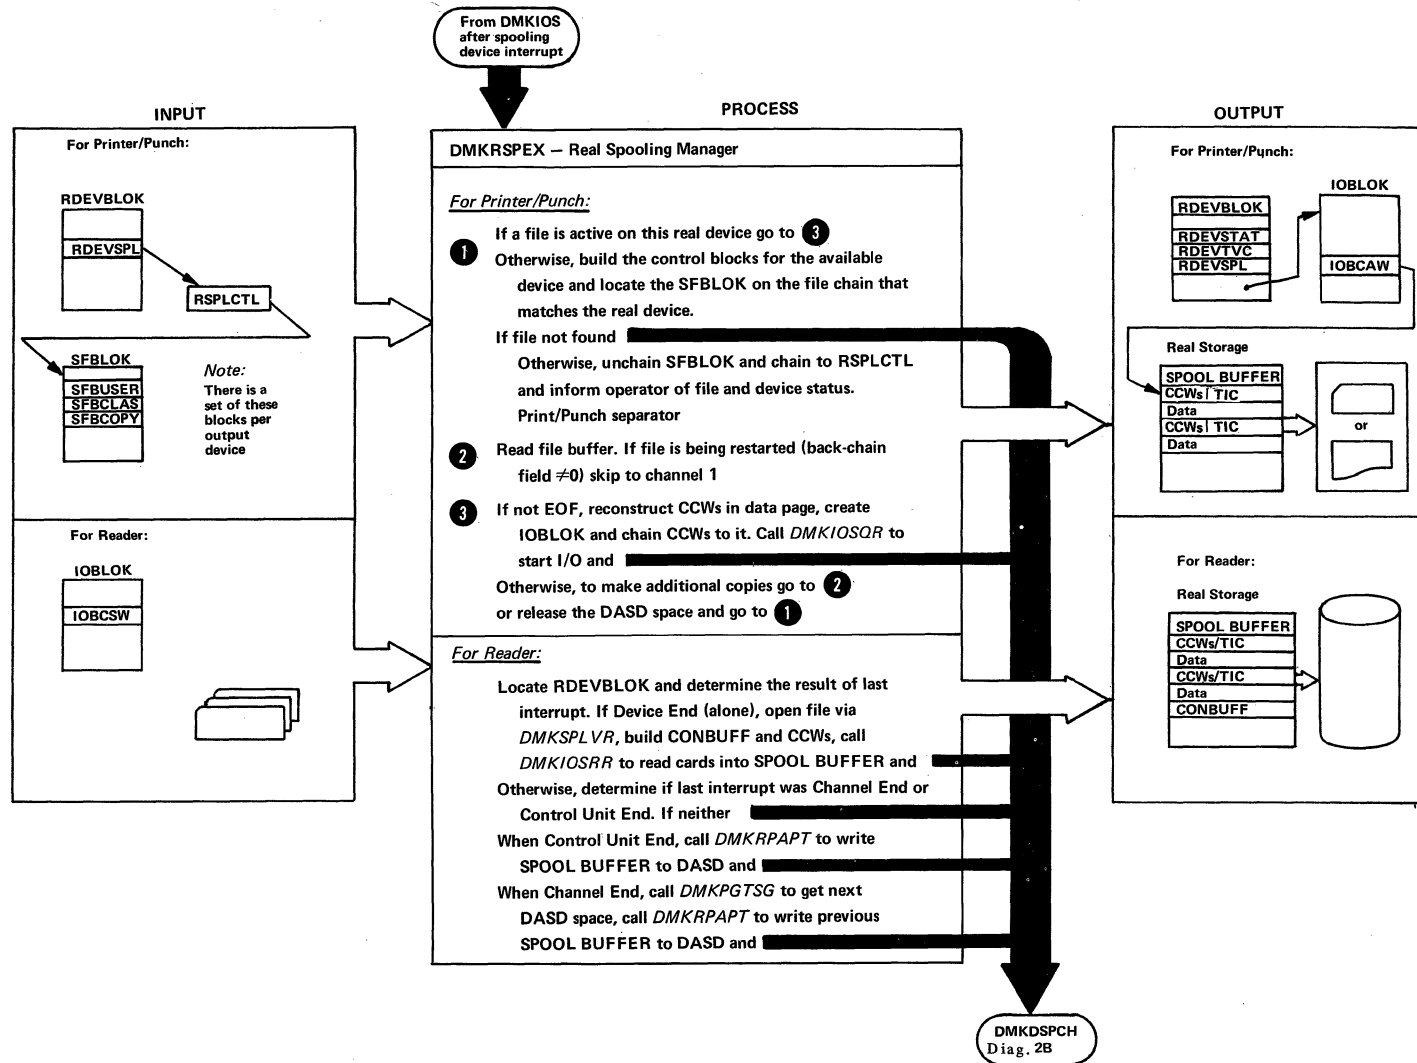 From DMKIOS
after spooling
device interrupt
INPUT
PROCESS
OUTPUT
For Printer/Punch:
RDEVBLOK
RDEVSPL
RSPLCTL
SFBLOK
SFBUSER
SFBCLAS
SFBCOPY
Note:
There is a
set of these
blocks per
output
device
For Reader:
IOBLOK
IOBCSW
DMKRSPEX — Real Spooling Manager
For Printer/Punch:
1 If a file is active on this real device go to 3
Otherwise, build the control blocks for the available
device and locate the SFBLOK on the file chain that
matches the real device.
If file not found
Otherwise, unchain SFBLOK and chain to RSPLCTL
and inform operator of file and device status.
Print/Punch separator
2 Read file buffer. If file is being restarted (back-chain
field ≠0) skip to channel 1
3 If not EOF, reconstruct CCWs in data page, create
IOBLOK and chain CCWs to it. Call DMKIOSQR to
start I/O and
Otherwise, to make additional copies go to 2
or release the DASD space and go to 1
For Reader:
Locate RDEVBLOK and determine the result of last
interrupt. If Device End (alone), open file via
DMKSPLVR, build CONBUFF and CCWs, call
DMKIOSRR to read cards into SPOOL BUFFER and
Otherwise, determine if last interrupt was Channel End or
Control Unit End. If neither
When Control Unit End, call DMKRPAPT to write
SPOOL BUFFER to DASD and
When Channel End, call DMKPGTSG to get next
DASD space, call DMKRPAPT to write previous
SPOOL BUFFER to DASD and
For Printer/Punch:
RDEVBLOK
RDEVSTAT
RDEVTVC
RDEVSPL
IOBLOK
IOBCAW
Real Storage
SPOOL BUFFER
CCWs| TIC
Data
CCWs| TIC
Data
or
For Reader:
Real Storage
SPOOL BUFFER
CCWs/TIC
Data
CCWs/TIC
Data
CONBUFF
DMKDSPCH
Diag. 2B